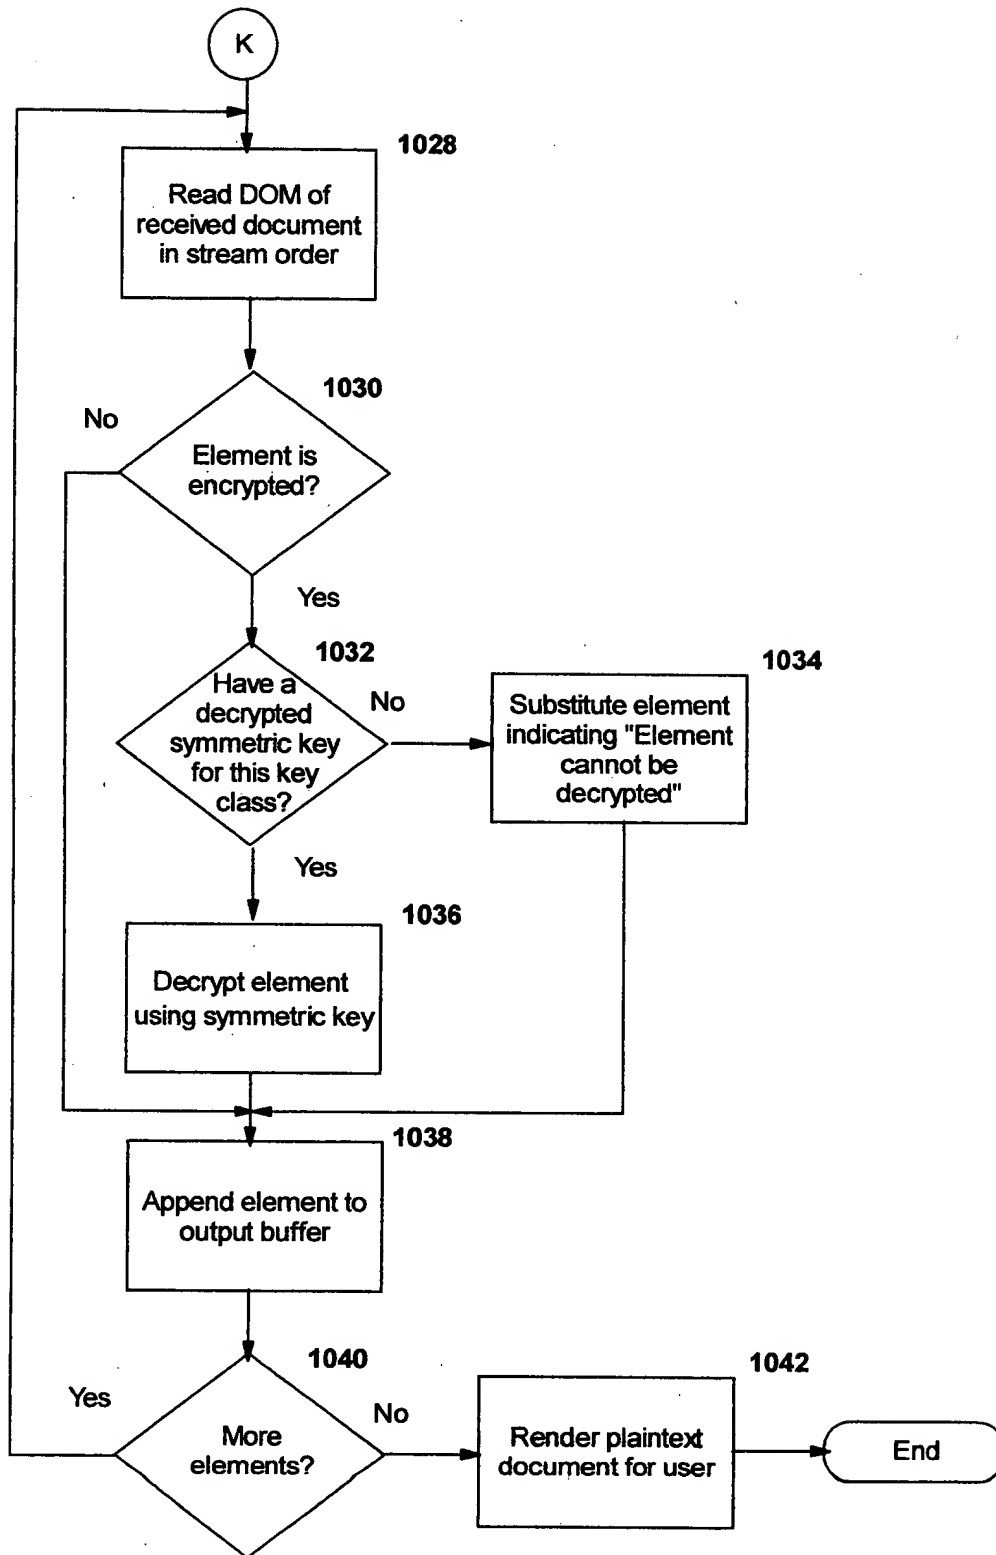 K
1028
Read DOM of
received document
in stream order
1030
No
Element is
encrypted?
Yes
1032
Have a
decrypted
symmetric key
for this key
class?
No
1034
Substitute element
indicating "Element
cannot be
decrypted"
Yes
1036
Decrypt element
using symmetric key
1038
Append element to
output buffer
1040
Yes
More
elements?
No
1042
Render plaintext
document for user
End